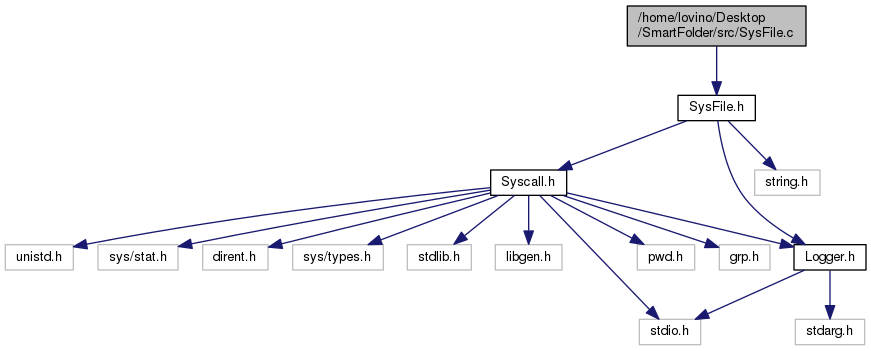 /home/lovino/Desktop
/SmartFolder/src/SysFile.c
SysFile.h
Syscall.h
string.h
unistd.h
sys/stat.h
dirent.h
sys/types.h
stdlib.h
libgen.h
pwd.h
grp.h
Logger.h
stdio.h
stdarg.h